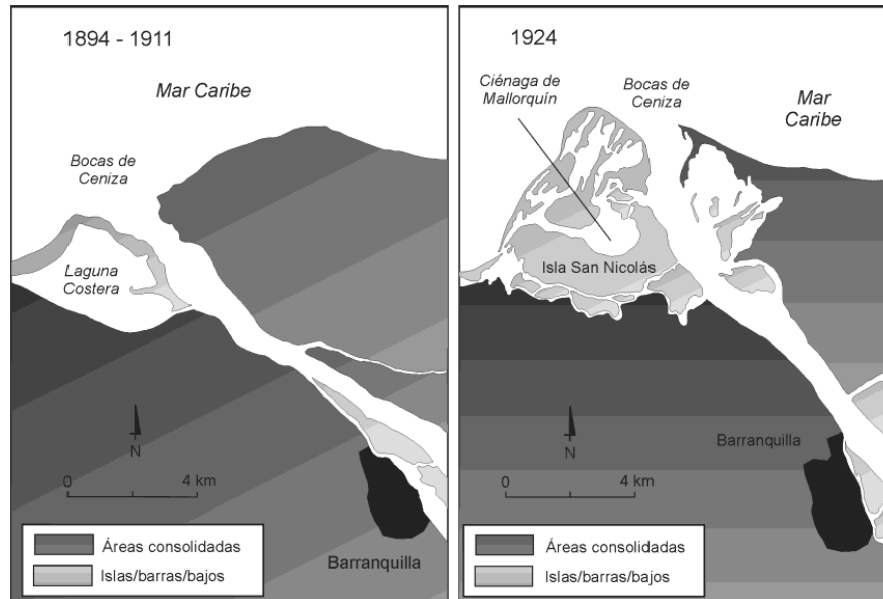 1894 - 1911
Mar Caribe
Bocas de
Ceniza
Laguna
Costera
N
0 4 km
Áreas consolidadas
Islas/barras/bajos
Barranquilla
1924
Ciénaga de
Mallorquín
Bocas de
Ceniza
Mar
Caribe
Isla San Nicolás
Barranquilla
N
0 4 km
Áreas consolidadas
Islas/barras/bajos